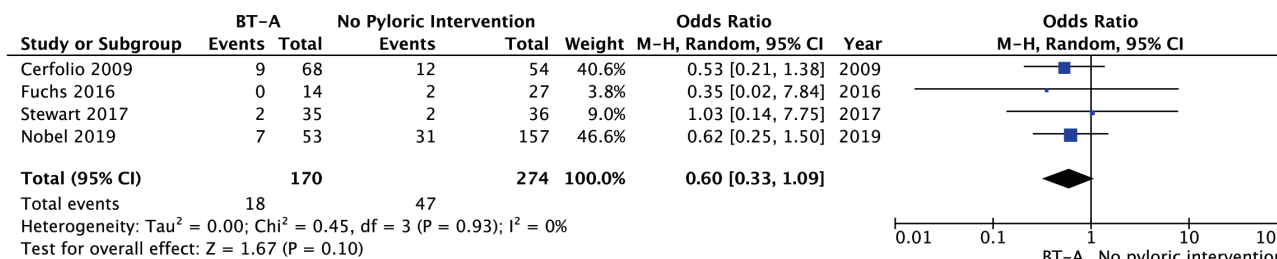 BT-A No Pyloric Intervention Odds Ratio Odds Ratio
Study or Subgroup Events Total Events Total Weight M-H, Random, 95% CI Year M-H, Random, 95% CI
Cerfolio 2009 9 68 12 54 40.6% 0.53 [0.21, 1.38] 2009
Fuchs 2016 0 14 2 27 3.8% 0.35 [0.02, 7.84] 2016
Stewart 2017 2 35 2 36 9.0% 1.03 [0.14, 7.75] 2017
Nobel 2019 7 53 31 157 46.6% 0.62 [0.25, 1.50] 2019
Total (95% CI) 170 274 100.0% 0.60 [0.33, 1.09]
Total events 18 47
Heterogeneity: Tau² = 0.00; Chi² = 0.45, df = 3 (P = 0.93); I² = 0%
Test for overall effect: Z = 1.67 (P = 0.10)
0.01 0.1 1 10
BT-A No pyloric intervention